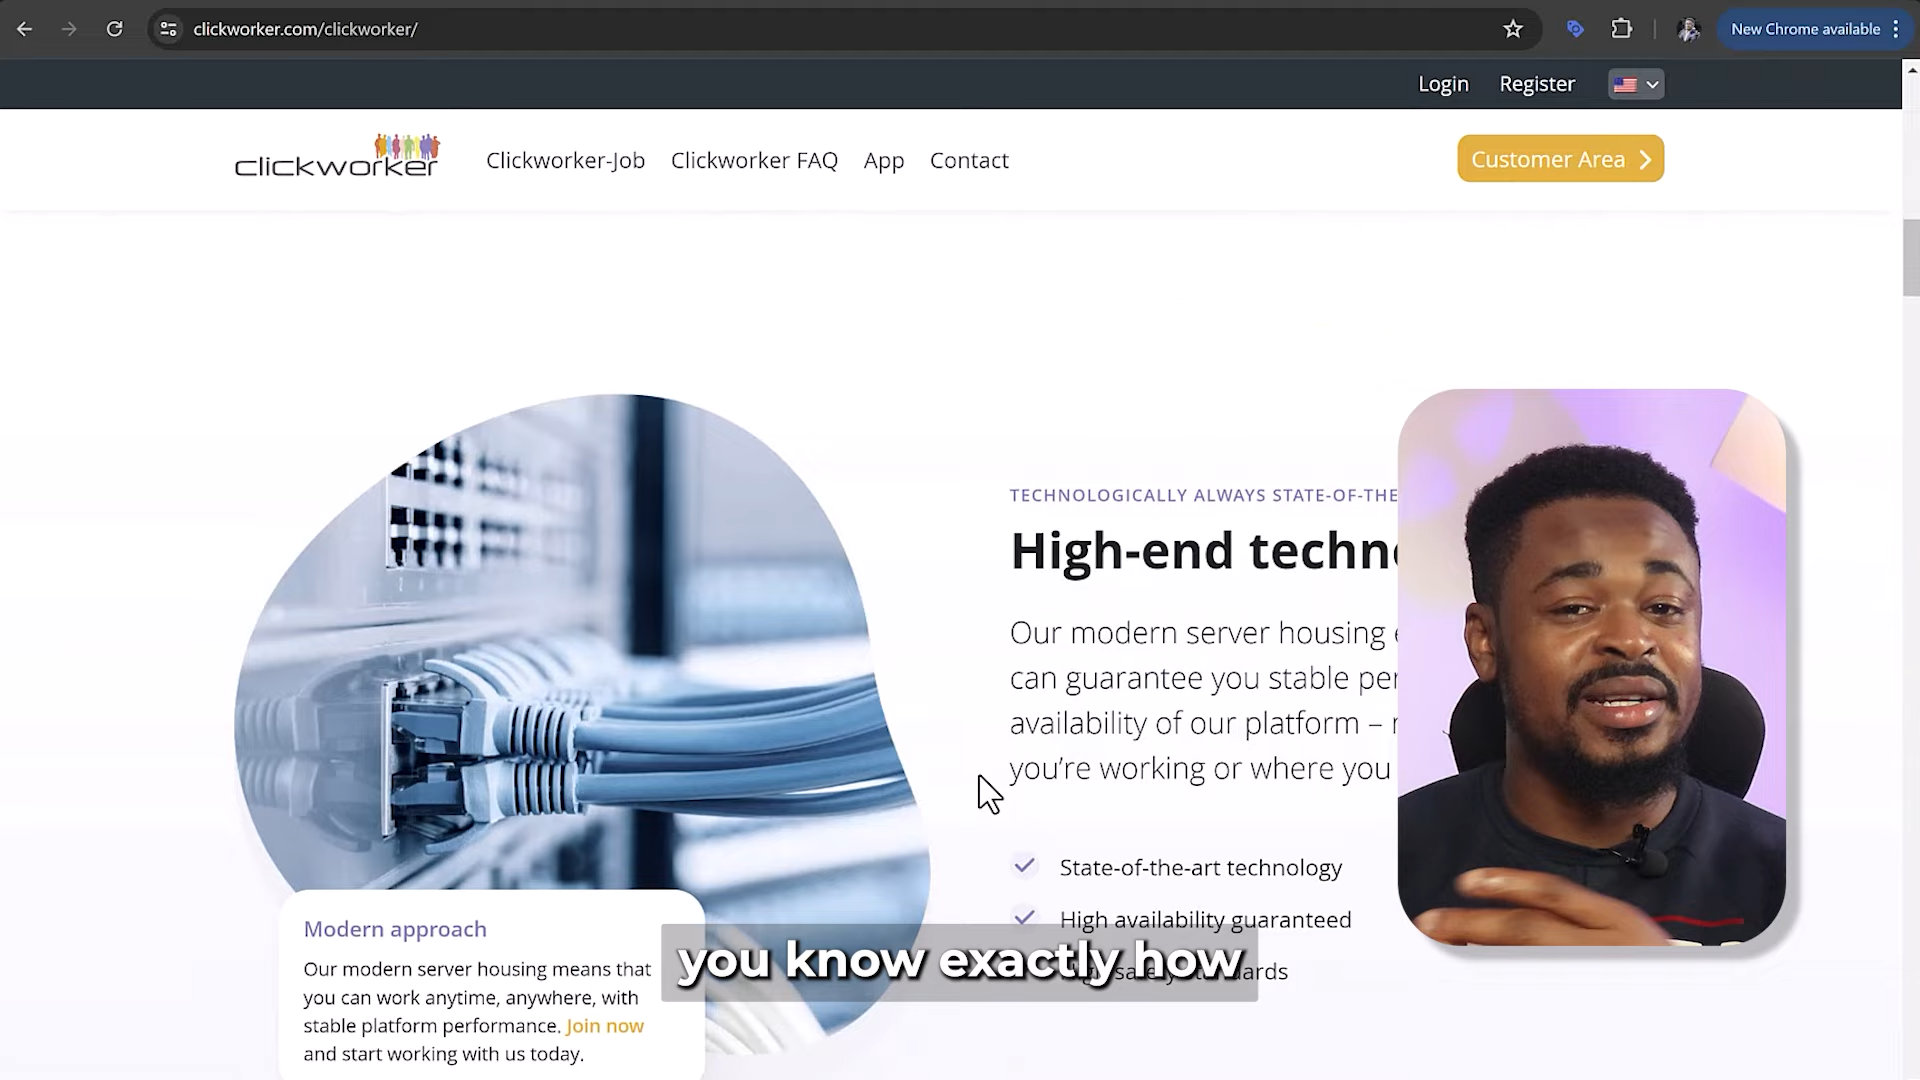 clickworker.com/clickworker/
New Chrome available
Login
Register
clickworker
Clickworker-Job
Clickworker FAQ
App
Contact
Customer Area
TECHNOLOGICALLY ALWAYS STATE-OF-THE
High-end techno
Our modern server housing
can guarantee you stable per
availability of our platform –
you're working or where you
State-of-the-art technology
High availability guaranteed
Modern approach
Our modern server housing means that
you can work anytime, anywhere, with
stable platform performance. Join now
and start working with us today.
you know exactly how